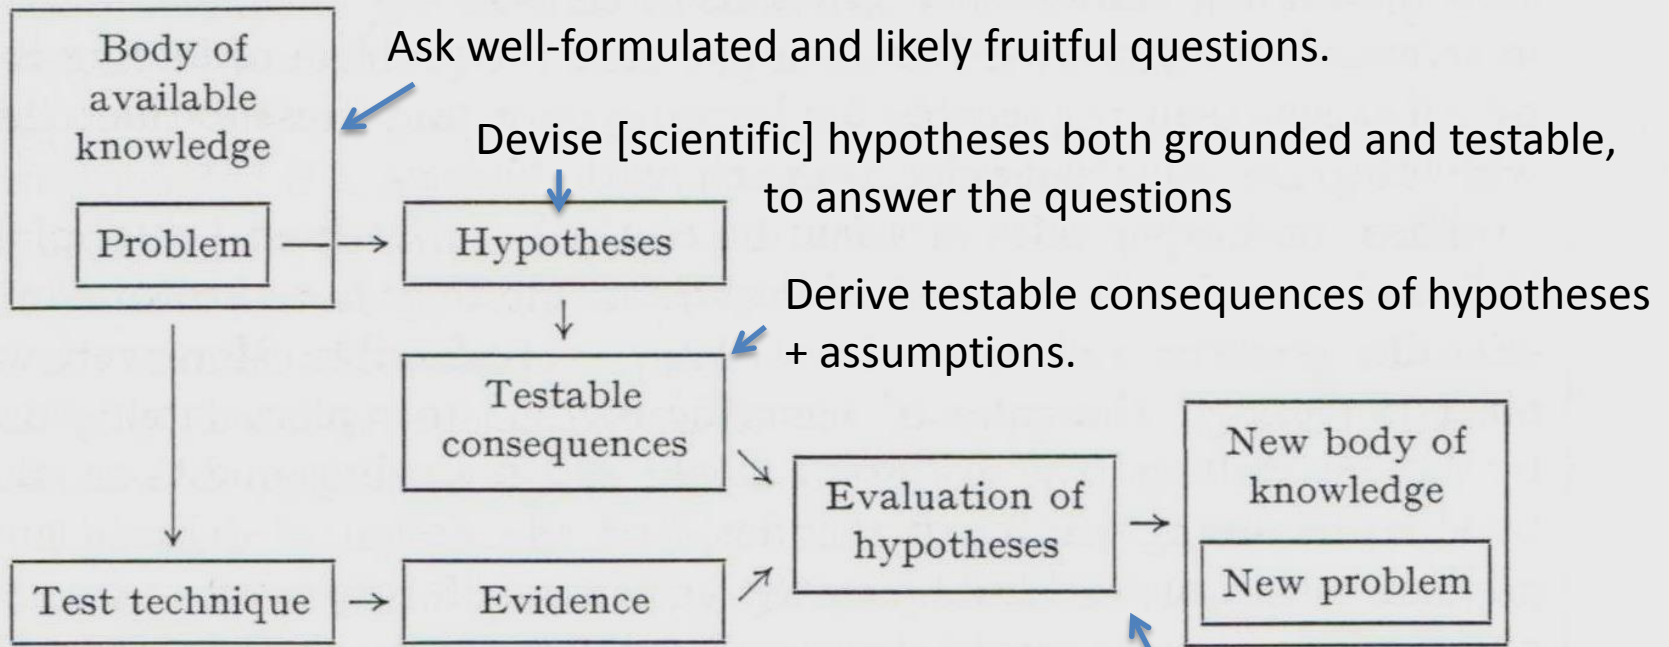 Body of
available
knowledge
Ask well-formulated and likely fruitful questions.
Devise [scientific] hypotheses both grounded and testable,
to answer the questions
Problem
Hypotheses
Derive testable consequences of hypotheses
+ assumptions.
Testable
consequences
New body of
knowledge
Evaluation of
hypotheses
New problem
Test technique
Evidence